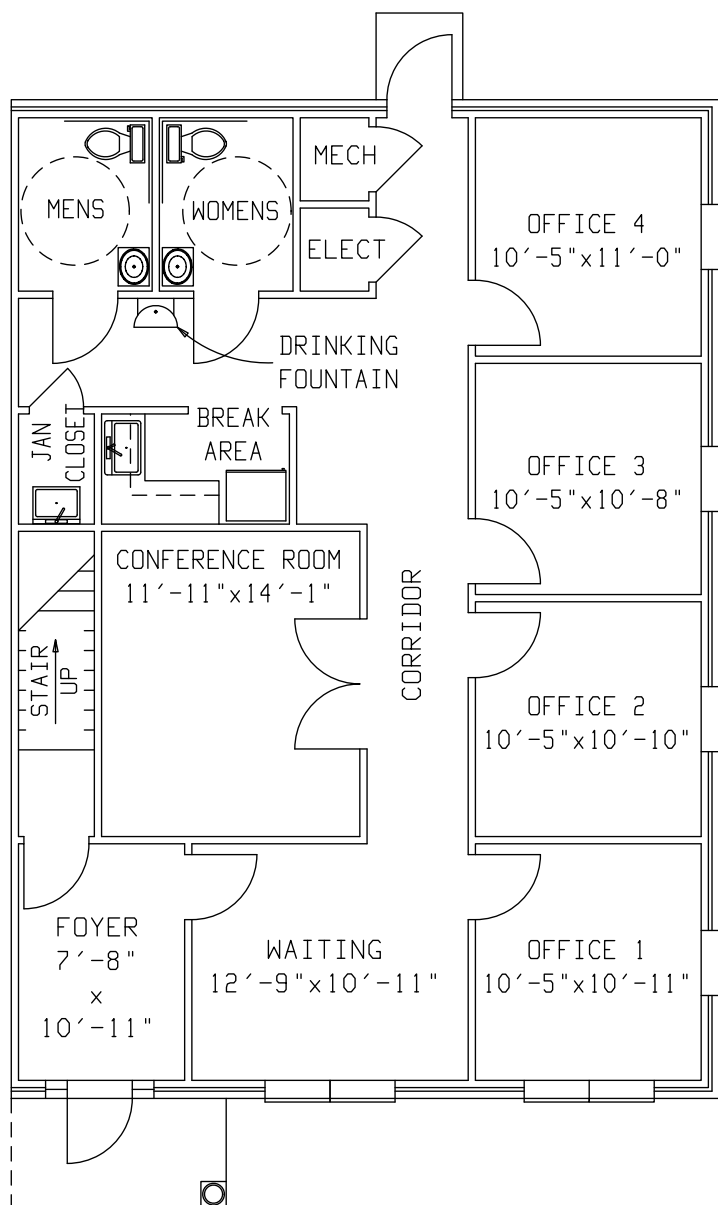 MECH
MENS
WOMENS
OFFICE 4
10'-5"x11'-0"
ELECT
DRINKING
FOUNTAIN
JAN
CLOSET
BREAK
AREA
OFFICE 3
10'-5"x10'-8"
CONFERENCE ROOM
11'-11"x14'-1"
CORRIDOR
STAIR
UP
OFFICE 2
10'-5"x10'-10"
FOYER
7'-8"
x
10'-11"
WAITING
12'-9"x10'-11"
OFFICE 1
10'-5"x10'-11"